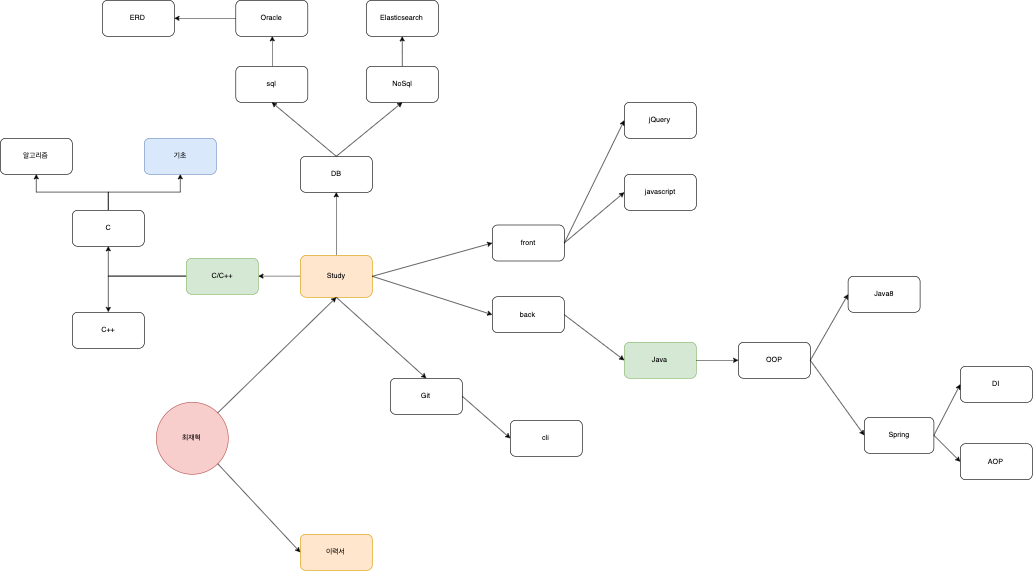 ERD
Oracle
Elasticsearch
sql
NoSql
jQuery
알고리즘
기초
DB
javascript
C
front
C/C++
Study
Java8
back
C++
Java
OOP
DI
Git
최재혁
cli
Spring
AOP
이력서